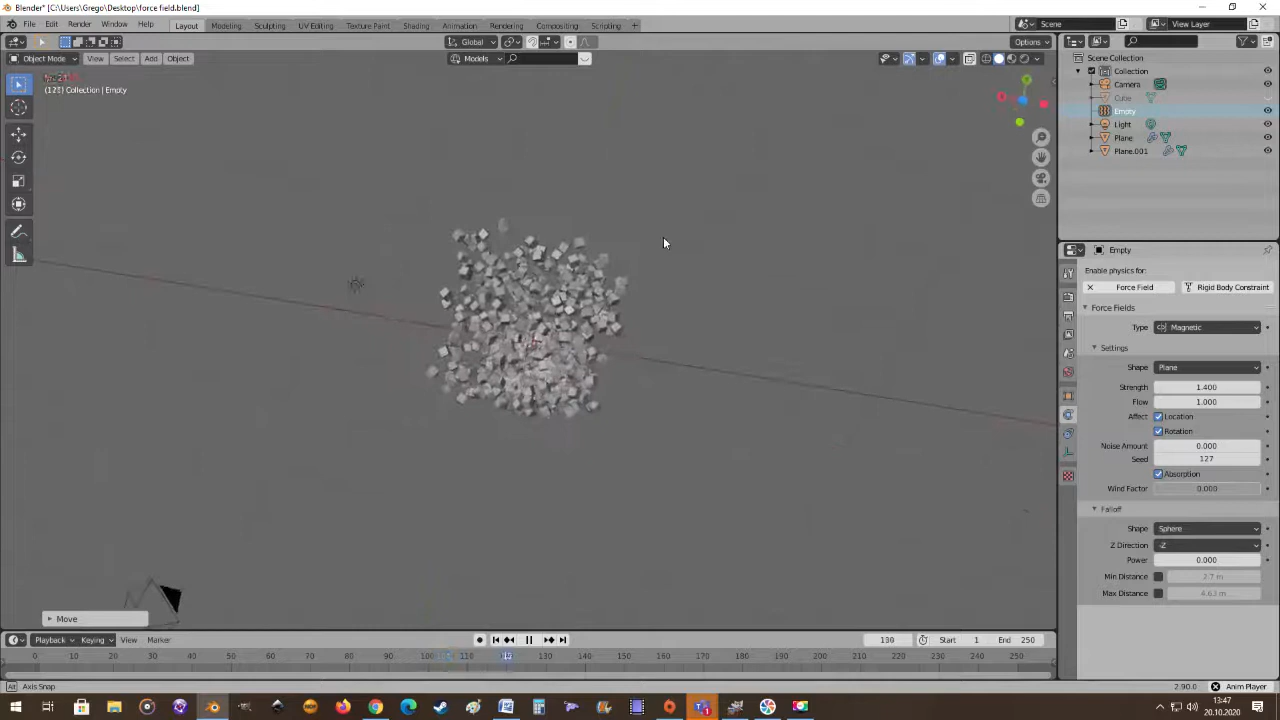 Blender* [C:\Users\Grego\Desktop\force field.blend]
File Edit Render Window Help Layout Modeling Sculpting UV Editing Texture Paint Shading Animation Rendering Compositing Scripting + Scene View Layer
Global Options
Object Mode View Select Add Object Models
(123) Collection | Empty
Scene Collection
Collection
Camera
Cube
Empty
Light
Plane
Plane.001
Empty
Enable physics for:
Force Field Rigid Body Constraint
Force Fields
Type Magnetic
Settings
Shape Plane
Strength 1.400
Flow 1.000
Affect Location
Rotation
Noise Amount 0.000
Seed 127
Absorption
Wind Factor 0.000
Falloff
Shape Sphere
Z Direction -Z
Power 0.000
Min Distance 2.7 m
Max Distance 4.63 m
Move
Playback Keying View Marker 130 Start 1 End 250
0 10 20 30 40 50 60 70 80 90 100 110 130 140 150 160 170 180 190 200 210 220 230 240 250
Axis Snap 2.90.0 Anim Player
13:47
20.10.2020